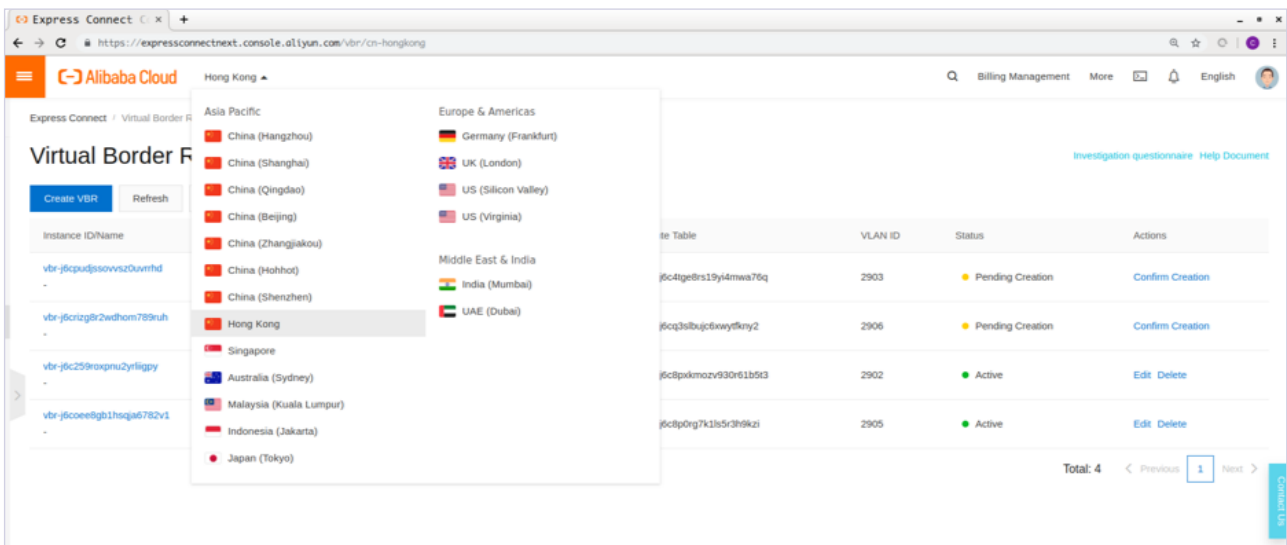 Express Connect C × +
https://expressconnectnext.console.aliyun.com/vbr/cn-hongkong
Alibaba Cloud Hong Kong Billing Management More English
Express Connect / Virtual Border R
Virtual Border R
Investigation questionnaire Help Document
Create VBR Refresh
Asia Pacific
China (Hangzhou)
China (Shanghai)
China (Qingdao)
China (Beijing)
China (Zhangjiakou)
China (Hohhot)
China (Shenzhen)
Hong Kong
Singapore
Australia (Sydney)
Malaysia (Kuala Lumpur)
Indonesia (Jakarta)
Japan (Tokyo)
Europe & Americas
Germany (Frankfurt)
UK (London)
US (Silicon Valley)
US (Virginia)
Middle East & India
India (Mumbai)
UAE (Dubai)
Instance ID/Name te Table VLAN ID Status Actions
vbr-j6cpudjssovvsz0uvrrhd j6c4tge8rs19yi4mwa76q 2903 Pending Creation Confirm Creation
-
vbr-j6crizg8r2wdhom789ruh j6cq3slbujc6xwytfkny2 2906 Pending Creation Confirm Creation
-
vbr-j6c259roxpnu2yrliigpy j6c8pxkmozv930r61b5t3 2902 Active Edit Delete
-
vbr-j6coee8gb1hsqja6782v1 j6c8p0rg7k1ls5r3h9kzi 2905 Active Edit Delete
-
Total: 4 < Previous 1 Next >
Contact Us